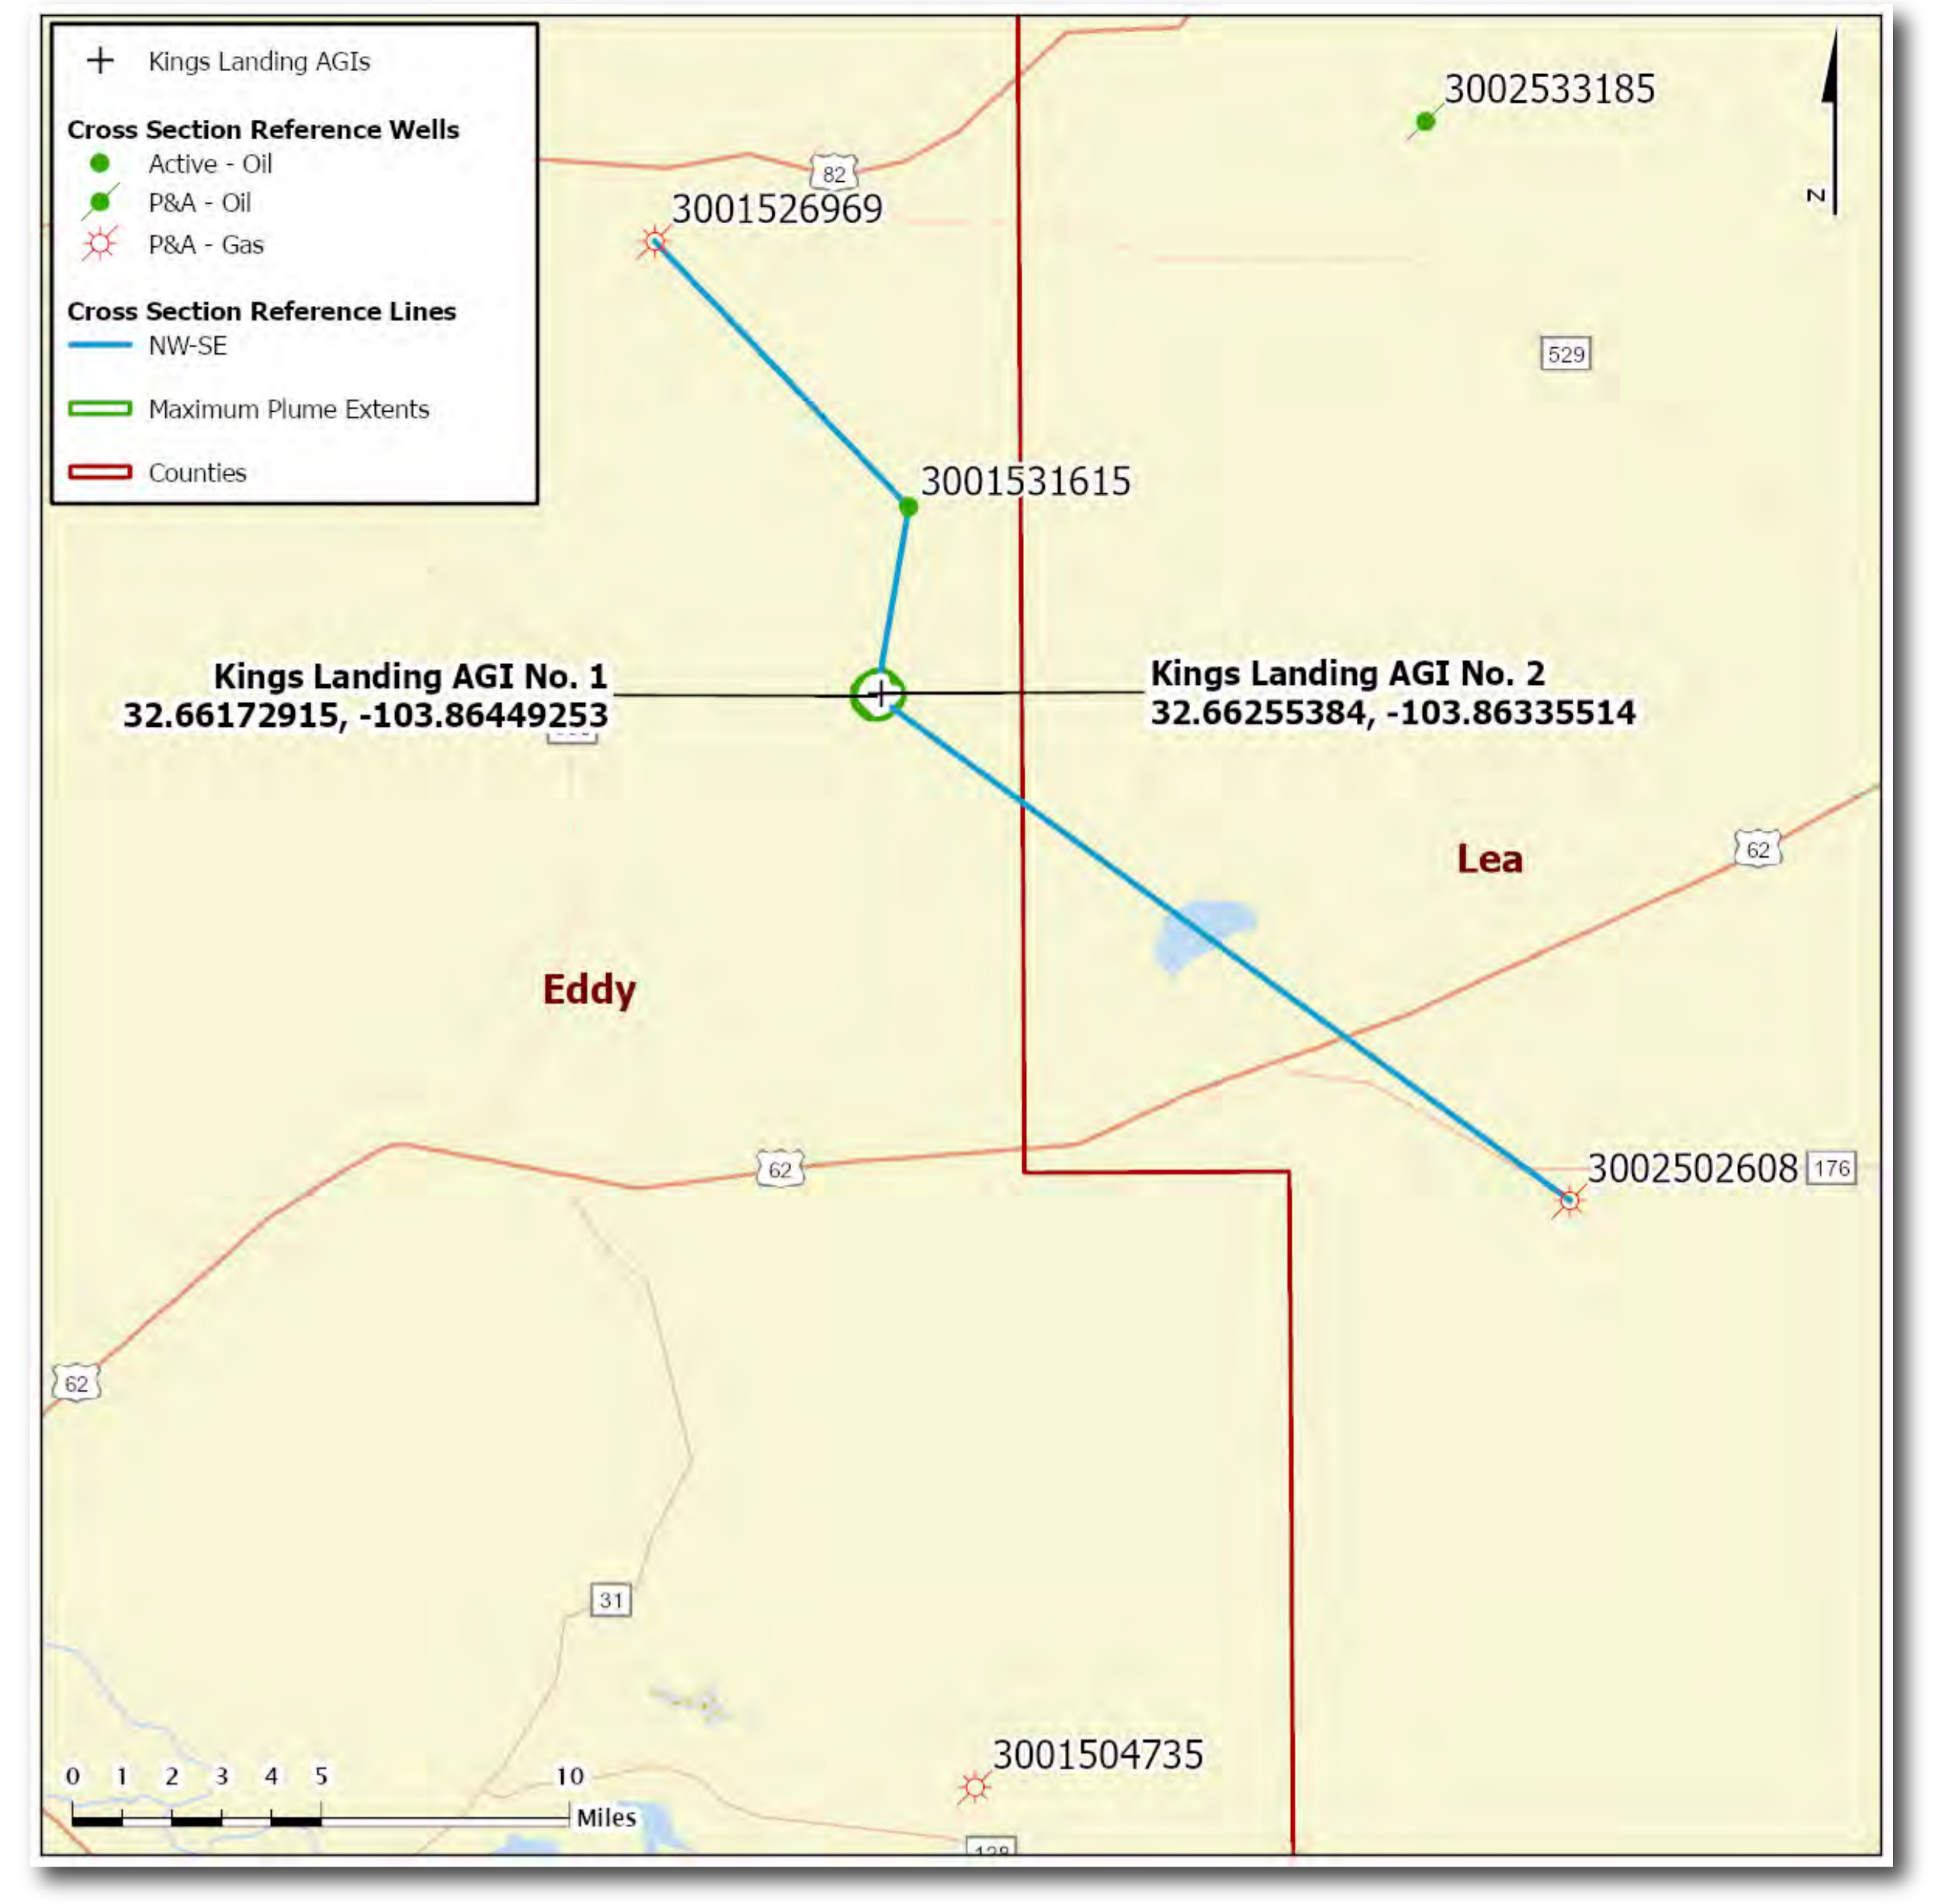 Kings Landing AGIs
Cross Section Reference Wells
Active - Oil
P&A - Oil
P&A - Gas
Cross Section Reference Lines
NW-SE
Maximum Plume Extents
Counties
3002533185
N
82
3001526969
529
3001531615
Kings Landing AGI No. 1
32.66172915, -103.86449253
Kings Landing AGI No. 2
32.66255384, -103.86335514
62
Lea
Eddy
62
3002502608
176
62
31
3001504735
0 1 2 3 4 5 10
Miles